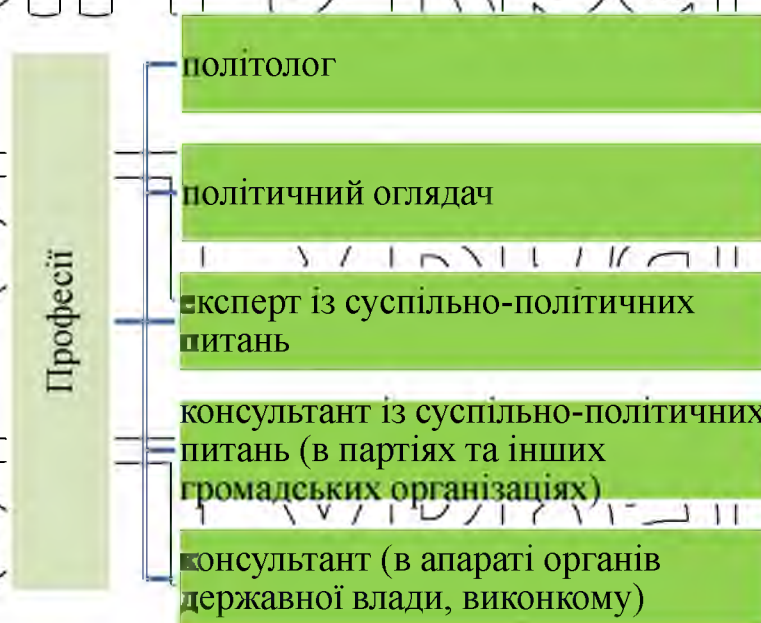 Професії
політолог
політичний оглядач
експерт із суспільно-політичних
питань
консультант із суспільно-політичних
питань (в партіях та інших
громадських організаціях)
консультант (в апараті органів
державної влади, виконкому)